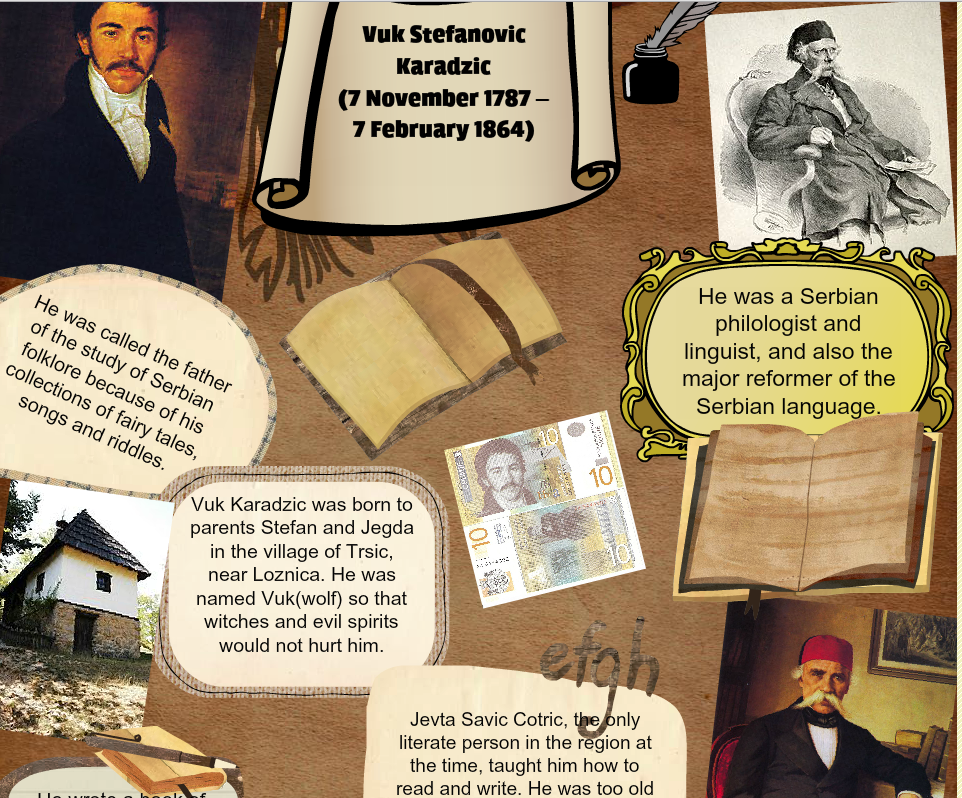 Vuk Stefanovic
Karadzic
(7 November 1787 –
7 February 1864)
He was a Serbian
philologist and
linguist, and also the
major reformer of the
Serbian language.
He was called the father
of the study of Serbian
folklore because of his
collections of fairy tales,
songs and riddles.
10
10
10
10
Vuk Karadzic was born to
parents Stefan and Jegda
in the village of Trsic,
near Loznica. He was
named Vuk(wolf) so that
witches and evil spirits
would not hurt him.
efgh
Jevta Savic Cotric, the only
literate person in the region at
the time, taught him how to
read and write. He was too old
He wrote a book of